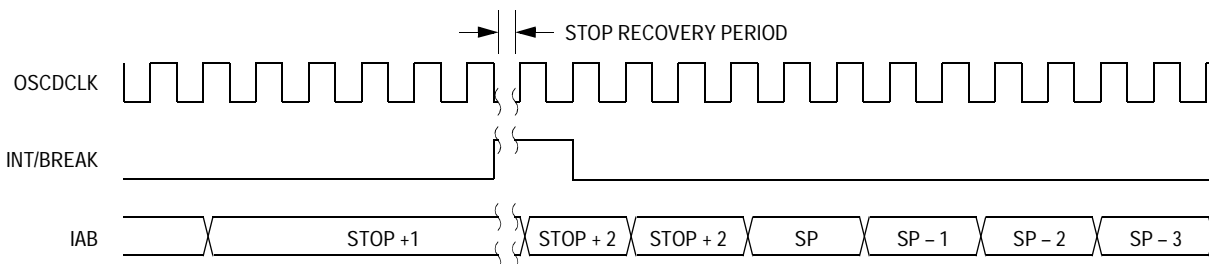 STOP RECOVERY PERIOD
OSCDCLK
INT/BREAK
IAB
STOP +1
STOP + 2
STOP + 2
SP
SP – 1
SP – 2
SP – 3